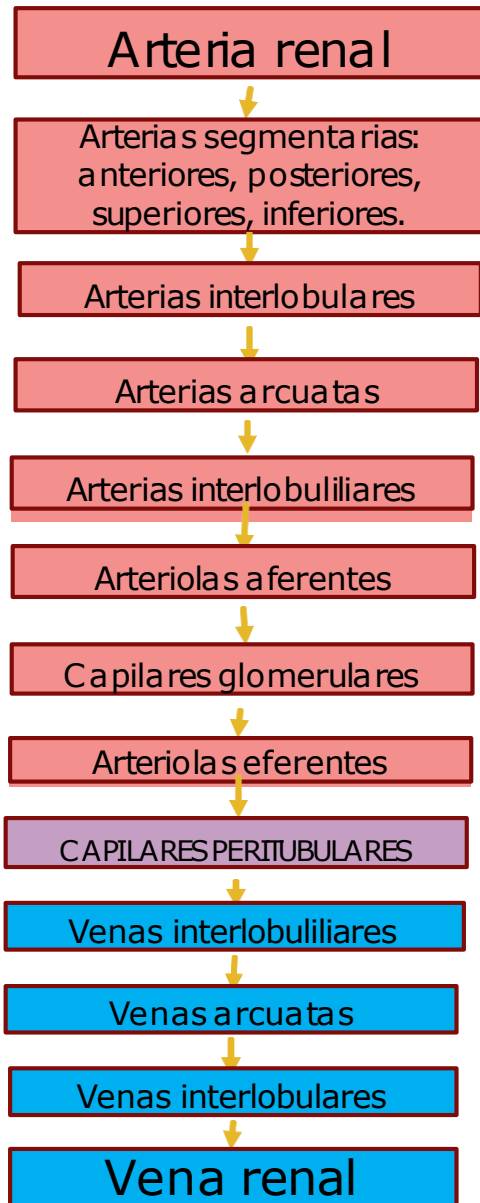 Arteria renal
Arterias segmentarias:
anteriores, posteriores,
superiores, inferiores.
Arterias interlobulares
Arterias arcuatas
Arterias interlobuliliares
Arteriolas aferentes
Capilares glomerulares
Arteriolas eferentes
CAPILARES PERITUBULARES
Venas interlobuliliares
Venas arcuatas
Venas interlobulares
Vena renal